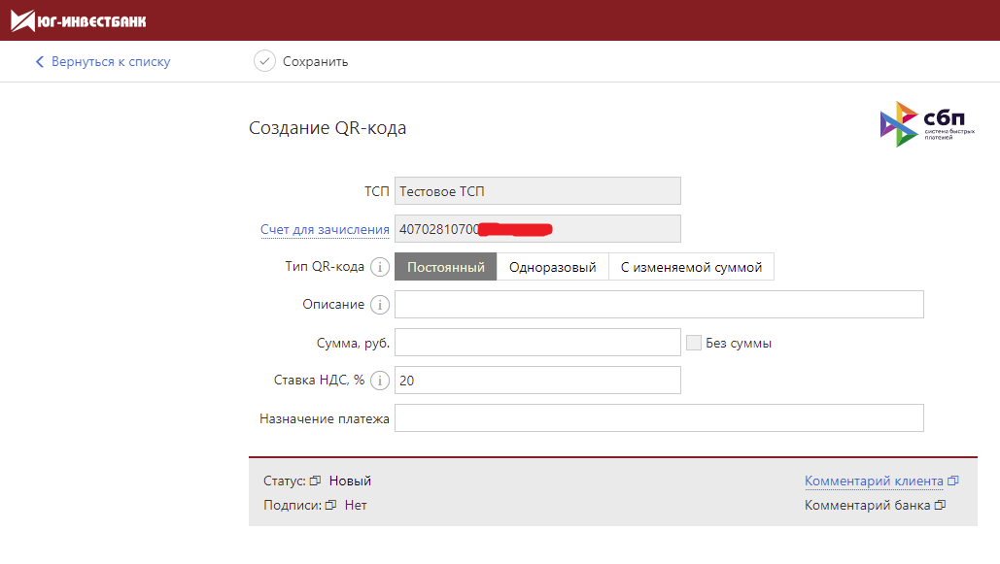 ЮГ-ИНВЕСТБАНК
Вернуться к списку
Сохранить
Создание QR-кода
сбп
система быстрых
платежей
ТСП Тестовое ТСП
Счет для зачисления 40702810700
Тип QR-кода i Постоянный Одноразовый С изменяемой суммой
Описание i
Сумма, руб. Без суммы
Ставка НДС, % i 20
Назначение платежа
Статус: Новый
Комментарий клиента
Подписи: Нет
Комментарий банка